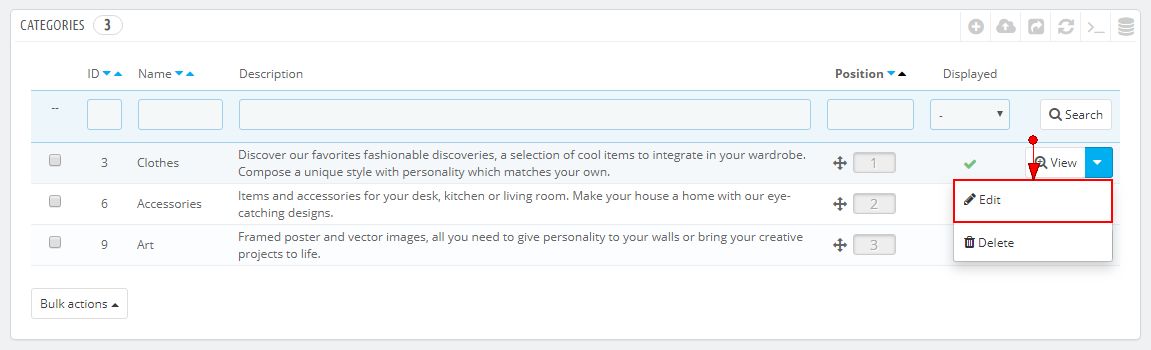 CATEGORIES 3
ID Name Description Position Displayed
-- - Search
3 Clothes Discover our favorites fashionable discoveries, a selection of cool items to integrate in your wardrobe. 1 View
Compose a unique style with personality which matches your own.
Edit
6 Accessories Items and accessories for your desk, kitchen or living room. Make your house a home with our eye- 2
catching designs.
9 Art Framed poster and vector images, all you need to give personality to your walls or bring your creative 3
projects to life.
Delete
Bulk actions